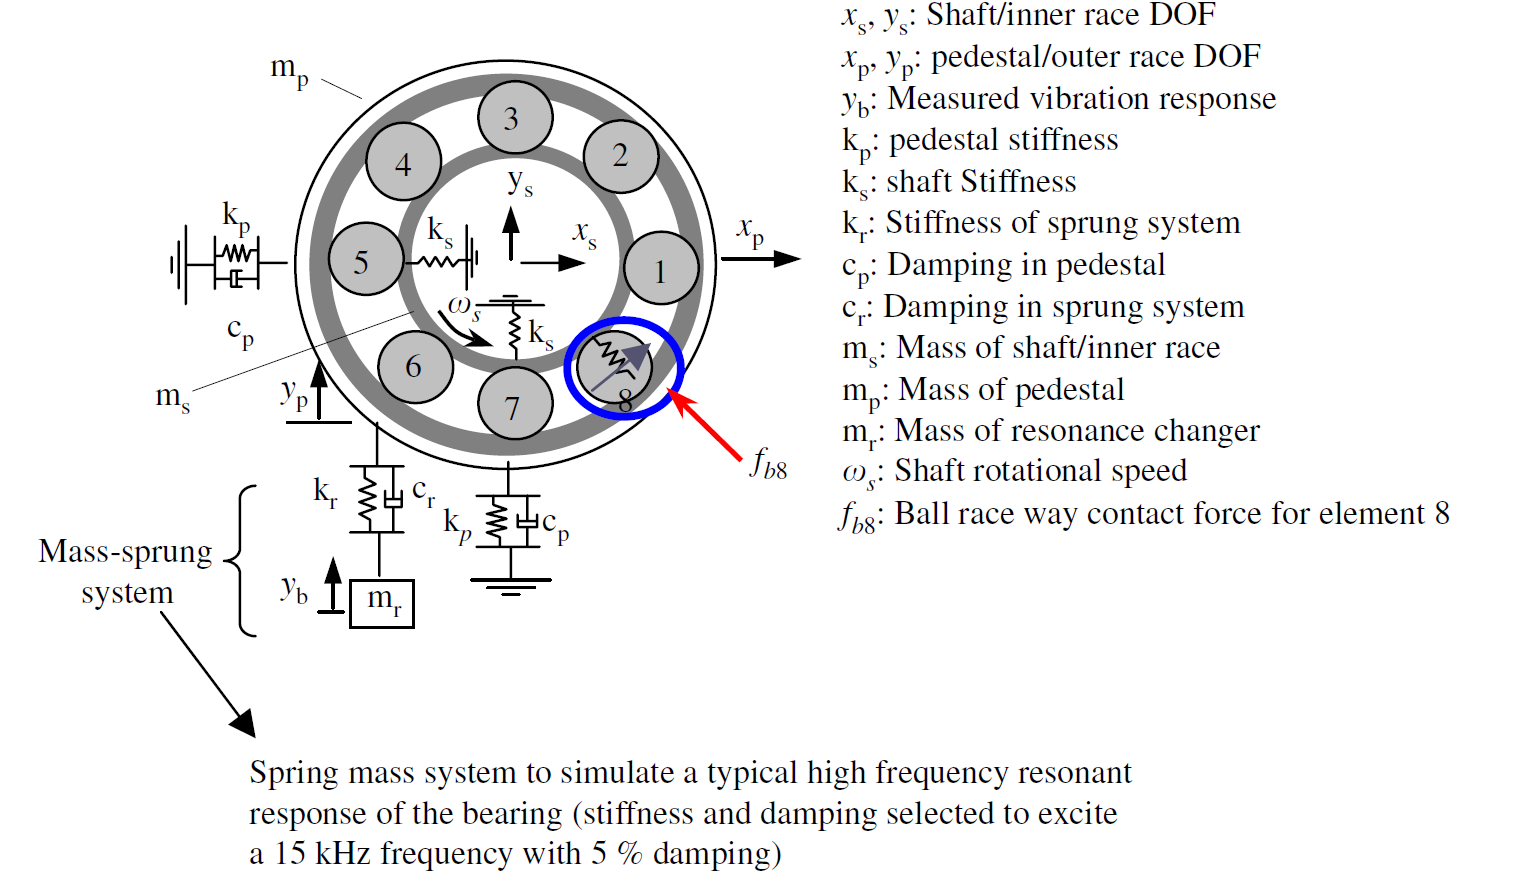 x_s, y_s: Shaft/inner race DOF
x_p, y_p: pedestal/outer race DOF
y_b: Measured vibration response
k_p: pedestal stiffness
k_s: shaft Stiffness
k_r: Stiffness of sprung system
c_p: Damping in pedestal
c_r: Damping in sprung system
m_s: Mass of shaft/inner race
m_p: Mass of pedestal
m_r: Mass of resonance changer
ω_s: Shaft rotational speed
f_b8: Ball race way contact force for element 8
m_p
3
2
4
y_s
k_p
k_s
x_s
x_p
5
1
ω_s
c_p
k_s
6
y_p
m_s
7
8
f_b8
k_r
c_r
k_p
c_p
Mass-sprung
system
y_b
m_r
Spring mass system to simulate a typical high frequency resonant
response of the bearing (stiffness and damping selected to excite
a 15 kHz frequency with 5 % damping)